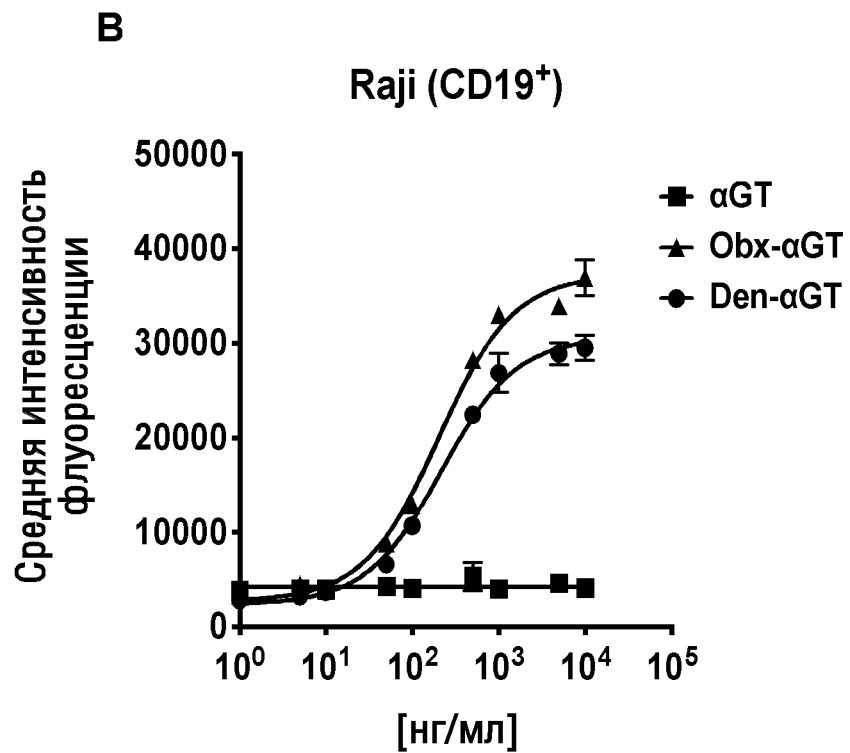 B
Raji (CD19⁺)
Средняя интенсивность
флуоресценции
50000
40000
30000
20000
10000
0
10⁰ 10¹ 10² 10³ 10⁴ 10⁵
[нг/мл]
αGT
Obx-αGT
Den-αGT